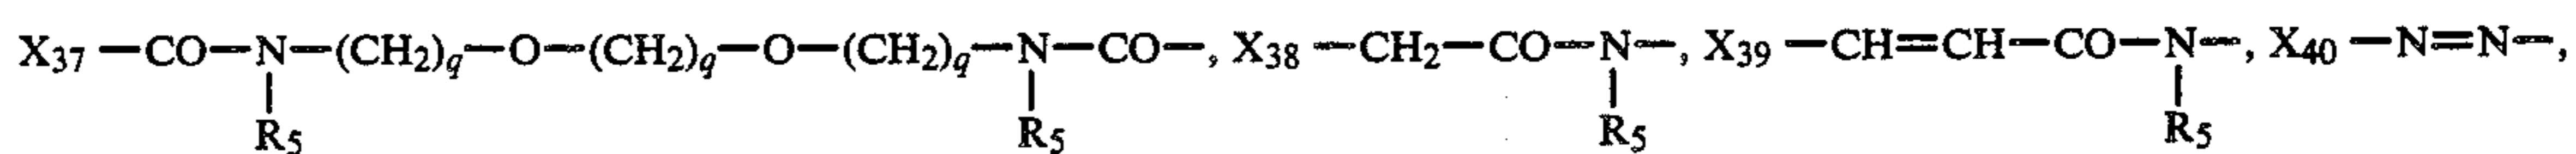 X37—CO—N—(CH2)q—O—(CH2)q—O—(CH2)q—N—CO—, X38—CH2—CO—N—, X39—CH=CH—CO—N—, X40—N=N—,
R5 R5 R5 R5